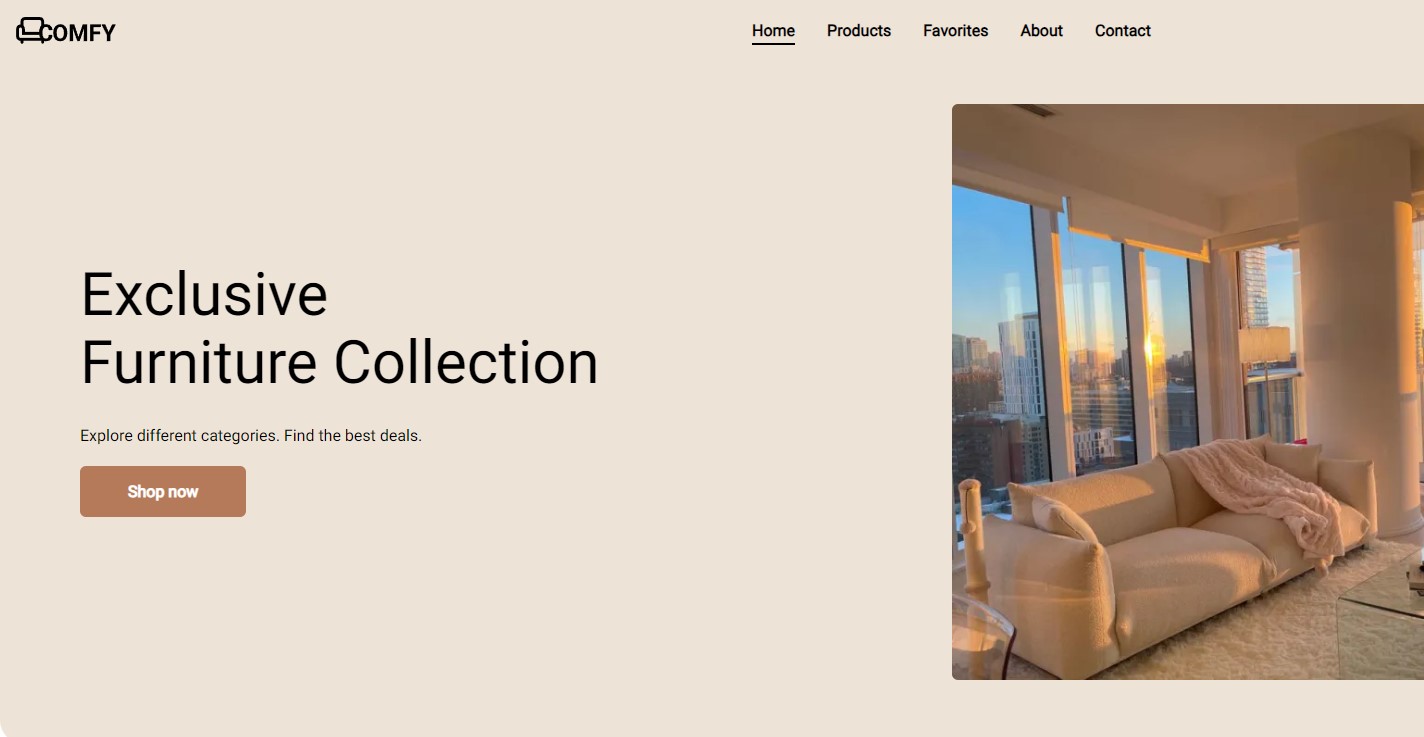 COMFY
Home Products Favorites About Contact
Exclusive
Furniture Collection
Explore different categories. Find the best deals.
Shop now